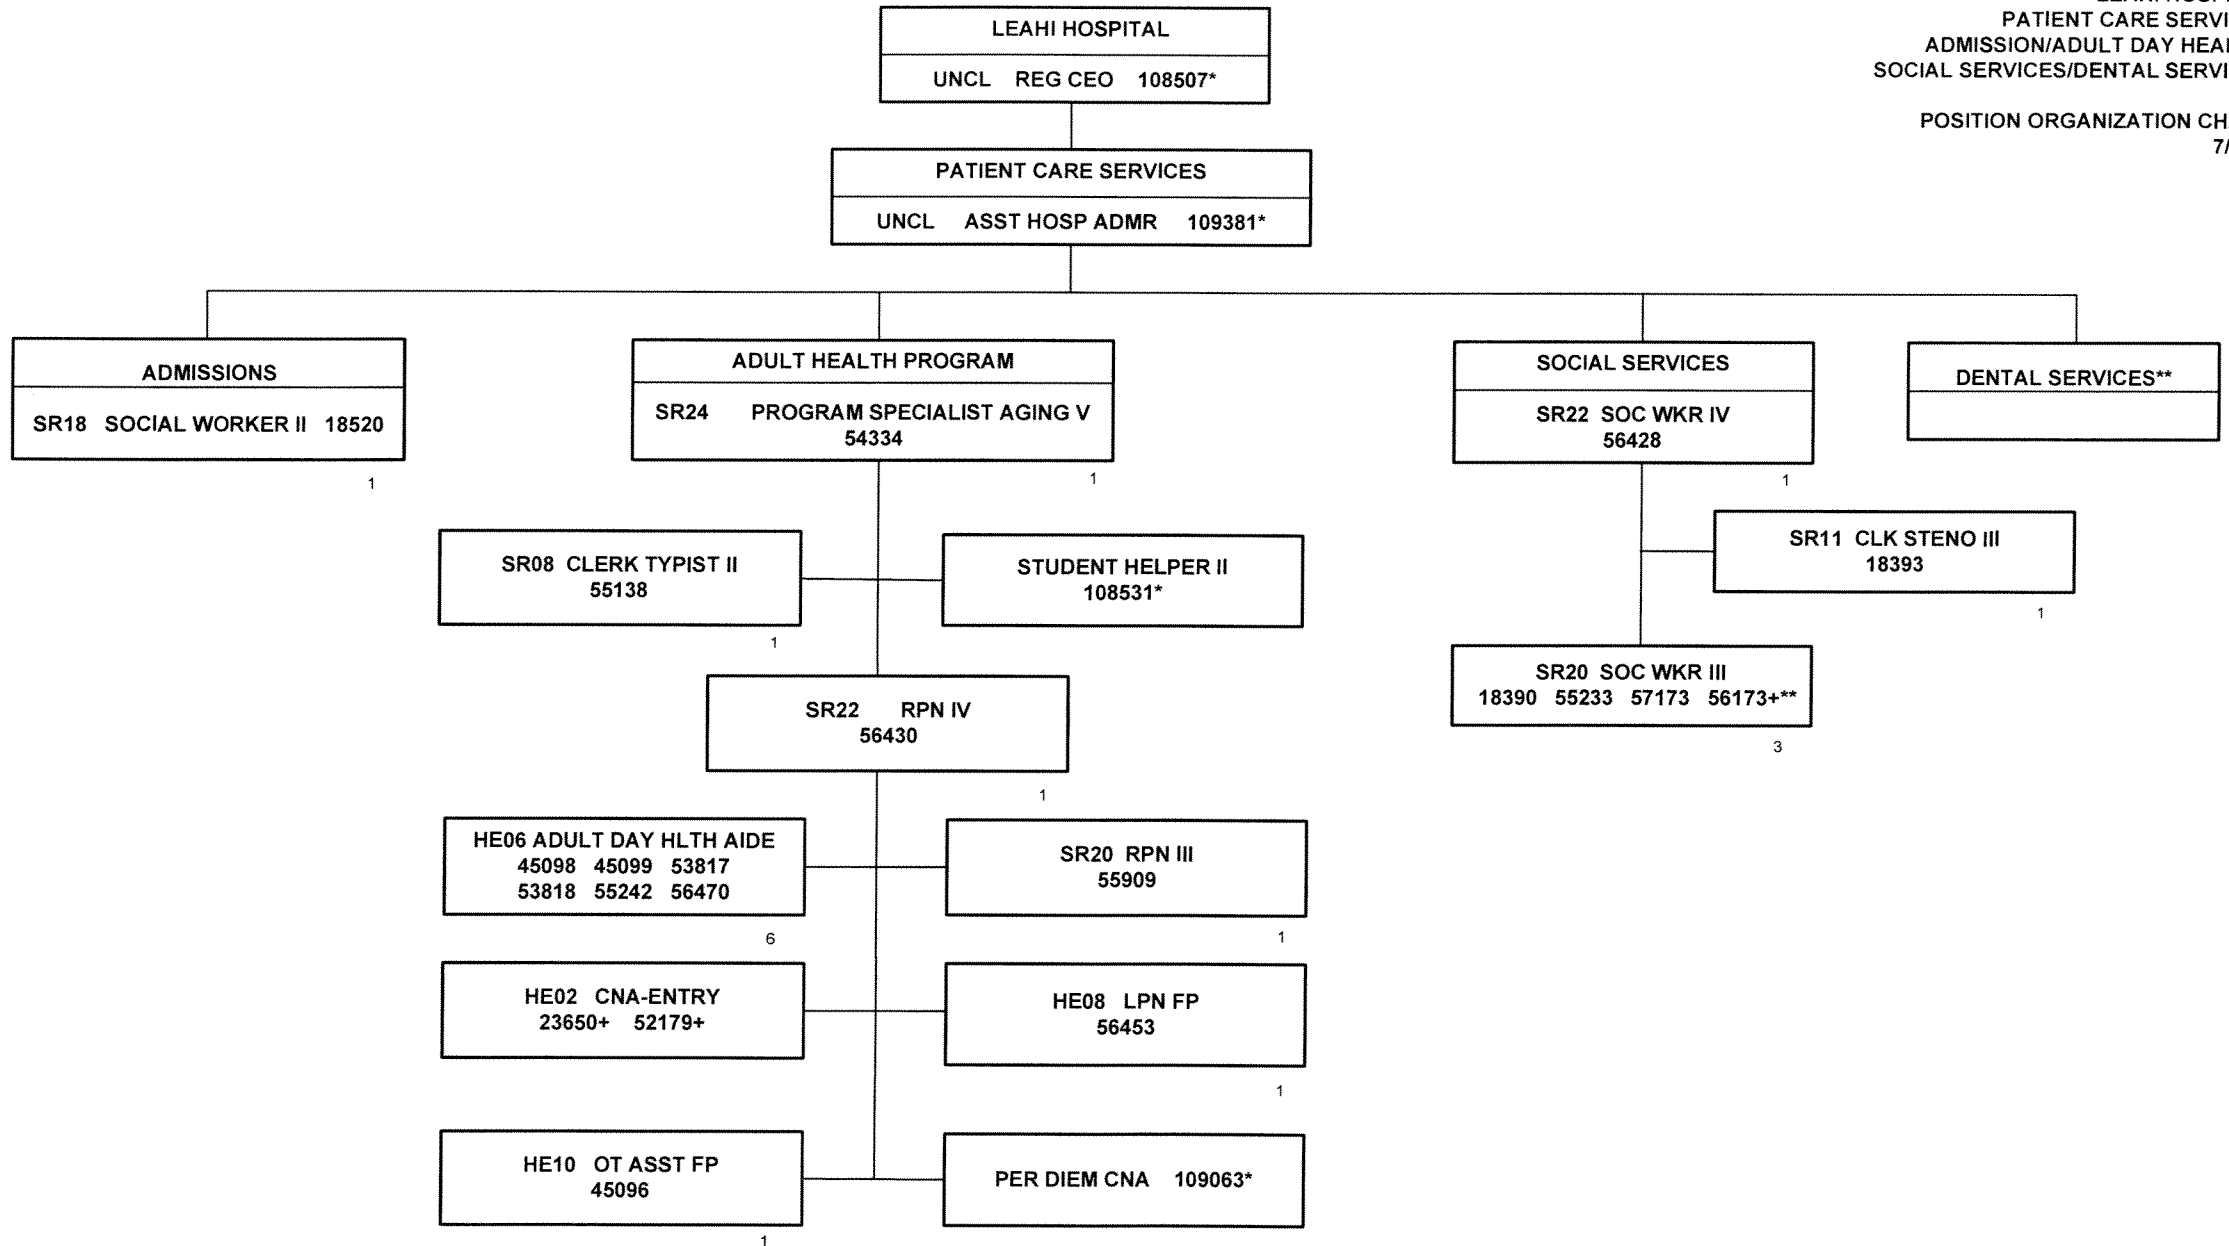 PATIENT CARE
ADMISSION/ADULT DAY
SOCIAL SERVICES/DENTAL
POSITION ORGANIZATION
7/
LEAHI HOSPITAL
UNCL REG CEO 108507*
PATIENT CARE SERVICES
UNCL ASST HOSP ADMR 109381*
ADMISSIONS
SR18 SOCIAL WORKER II 18520
1
ADULT HEALTH PROGRAM
SR24 PROGRAM SPECIALIST AGING V
54334
1
SOCIAL SERVICES
SR22 SOC WKR IV
56428
1
DENTAL SERVICES**
SR08 CLERK TYPIST II
55138
1
STUDENT HELPER II
108531*
SR11 CLK STENO III
18393
1
SR22 RPN IV
56430
1
SR20 SOC WKR III
18390 55233 57173 56173+**
3
HE06 ADULT DAY HLTH AIDE
45098 45099 53817
53818 55242 56470
6
SR20 RPN III
55909
1
HE02 CNA-ENTRY
23650+ 52179+
HE08 LPN FP
56453
1
HE10 OT ASST FP
45096
1
PER DIEM CNA 109063*